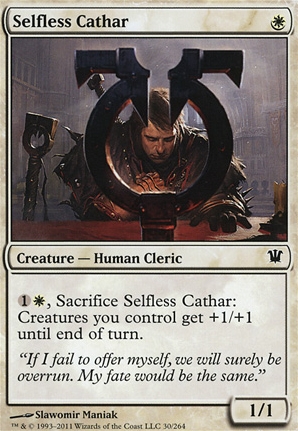 Selfless Cathar
Creature — Human Cleric
1, Sacrifice Selfless Cathar:
Creatures you control get +1/+1
until end of turn.
“If I fail to offer myself, we will surely be
overrun. My fate would be the same.”
Slawomir Maniak
™ & © 1993–2011 Wizards of the Coast LLC 30/264
1/1